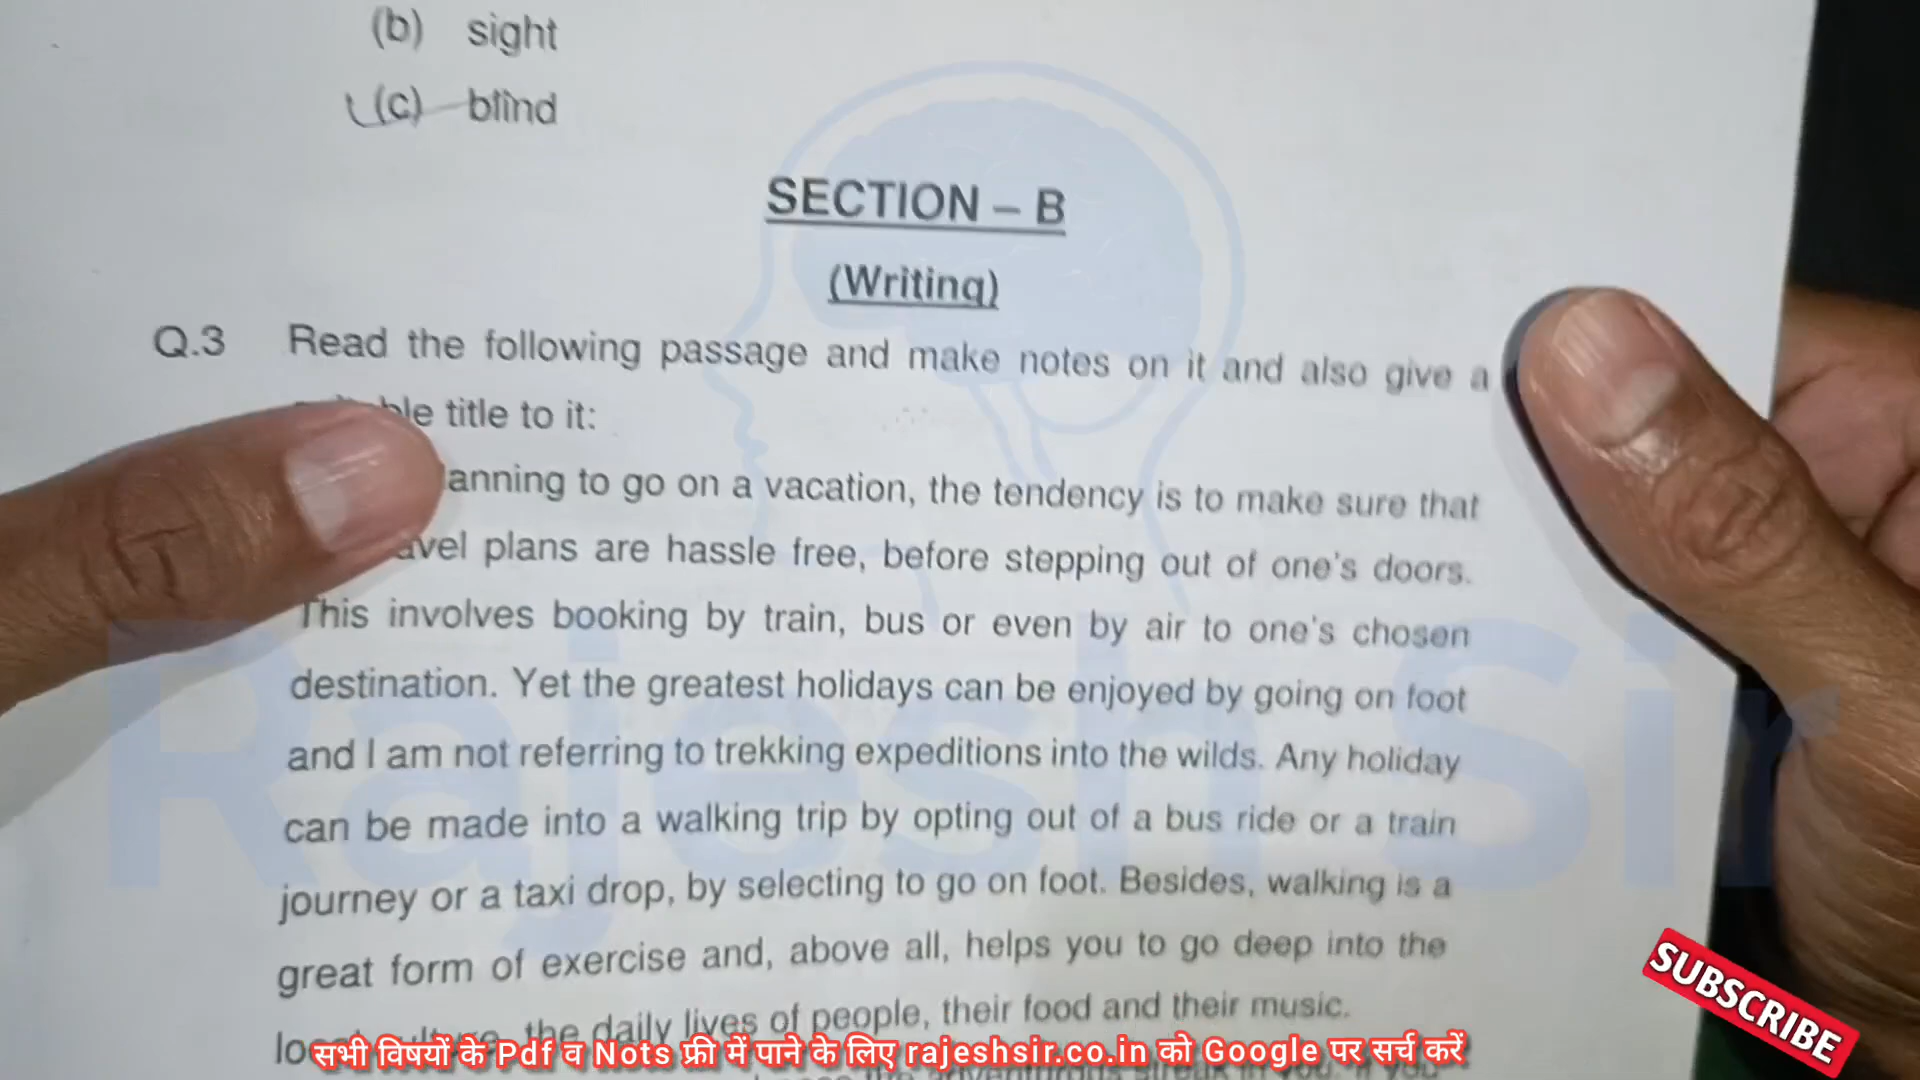 (b) sight
(c) blind
SECTION – B
(Writing)
Q.3 Read the following passage and make notes on it and also give a
title to it:
to go on a vacation, the tendency is to make sure that
plans are hassle free, before stepping out of one's doors.
This involves booking by train, bus or even by air to one's chosen
destination. Yet the greatest holidays can be enjoyed by going on foot
and I am not referring to trekking expeditions into the wilds. Any holiday
can be made into a walking trip by opting out of a bus ride or a train
journey or a taxi drop, by selecting to go on foot. Besides, walking is a
great form of exercise and, above all, helps you to go deep into the
the daily lives of people, their food and their music.
सभी विषयों के Pdf व Nots फ्री में पाने के लिए rajeshsir.co.in को Google पर सर्च करें
SUBSCRIBE
Rajesh Sir